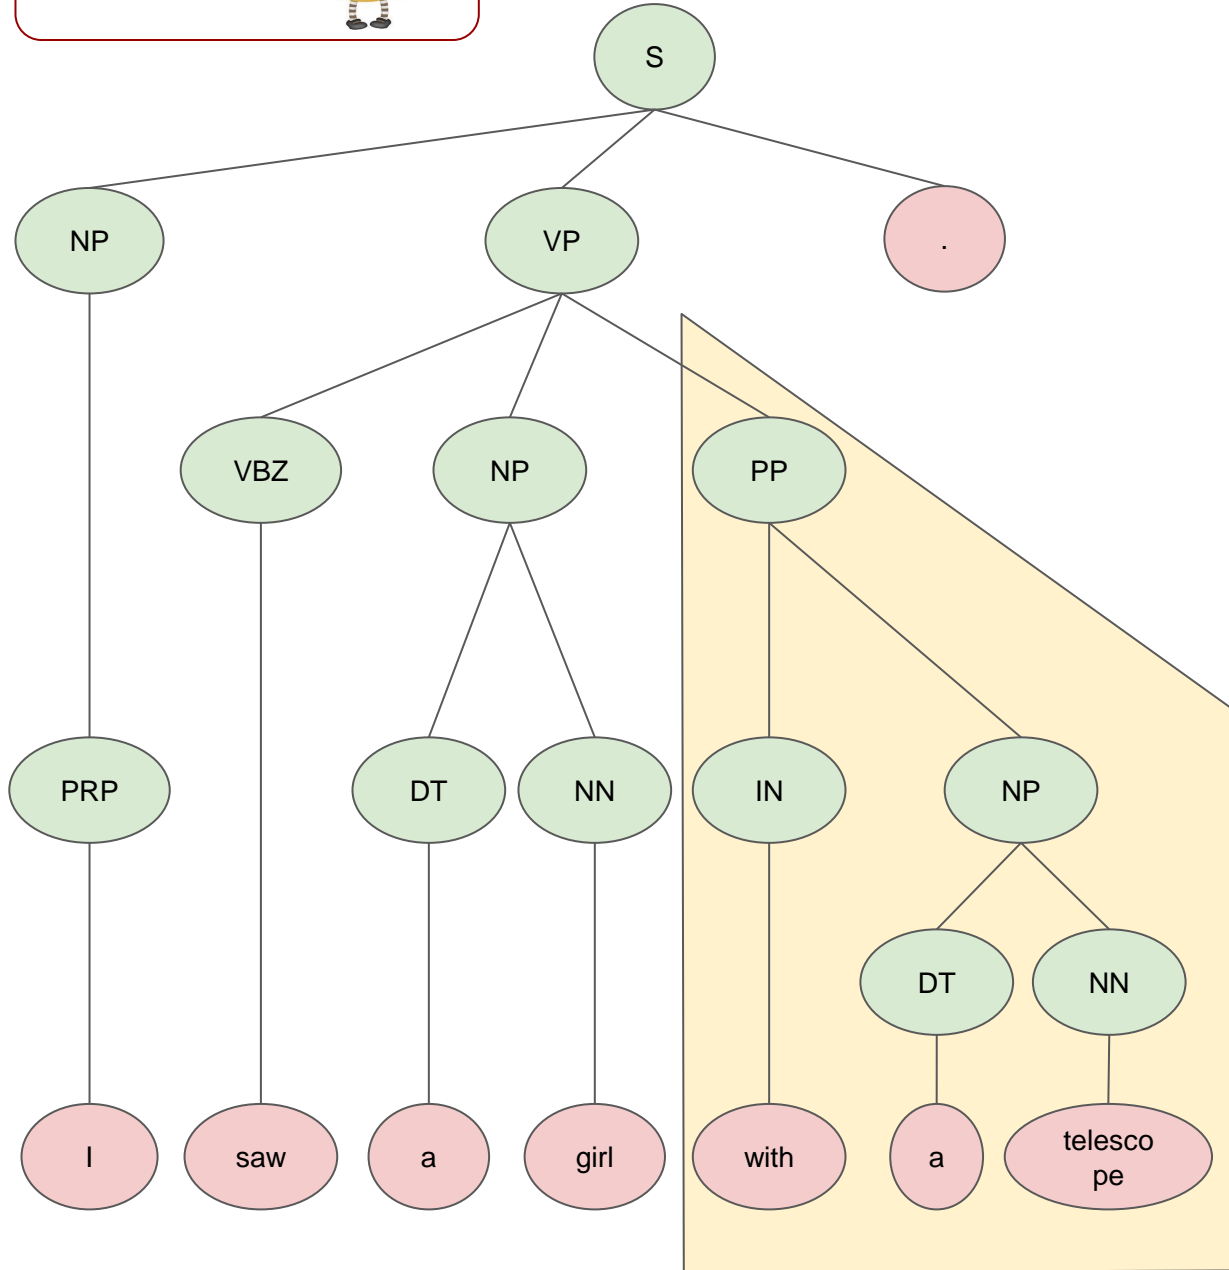 S
NP
VP
.
VBZ
NP
PP
PRP
DT
NN
IN
NP
DT
NN
I
saw
a
girl
with
a
telesco
pe